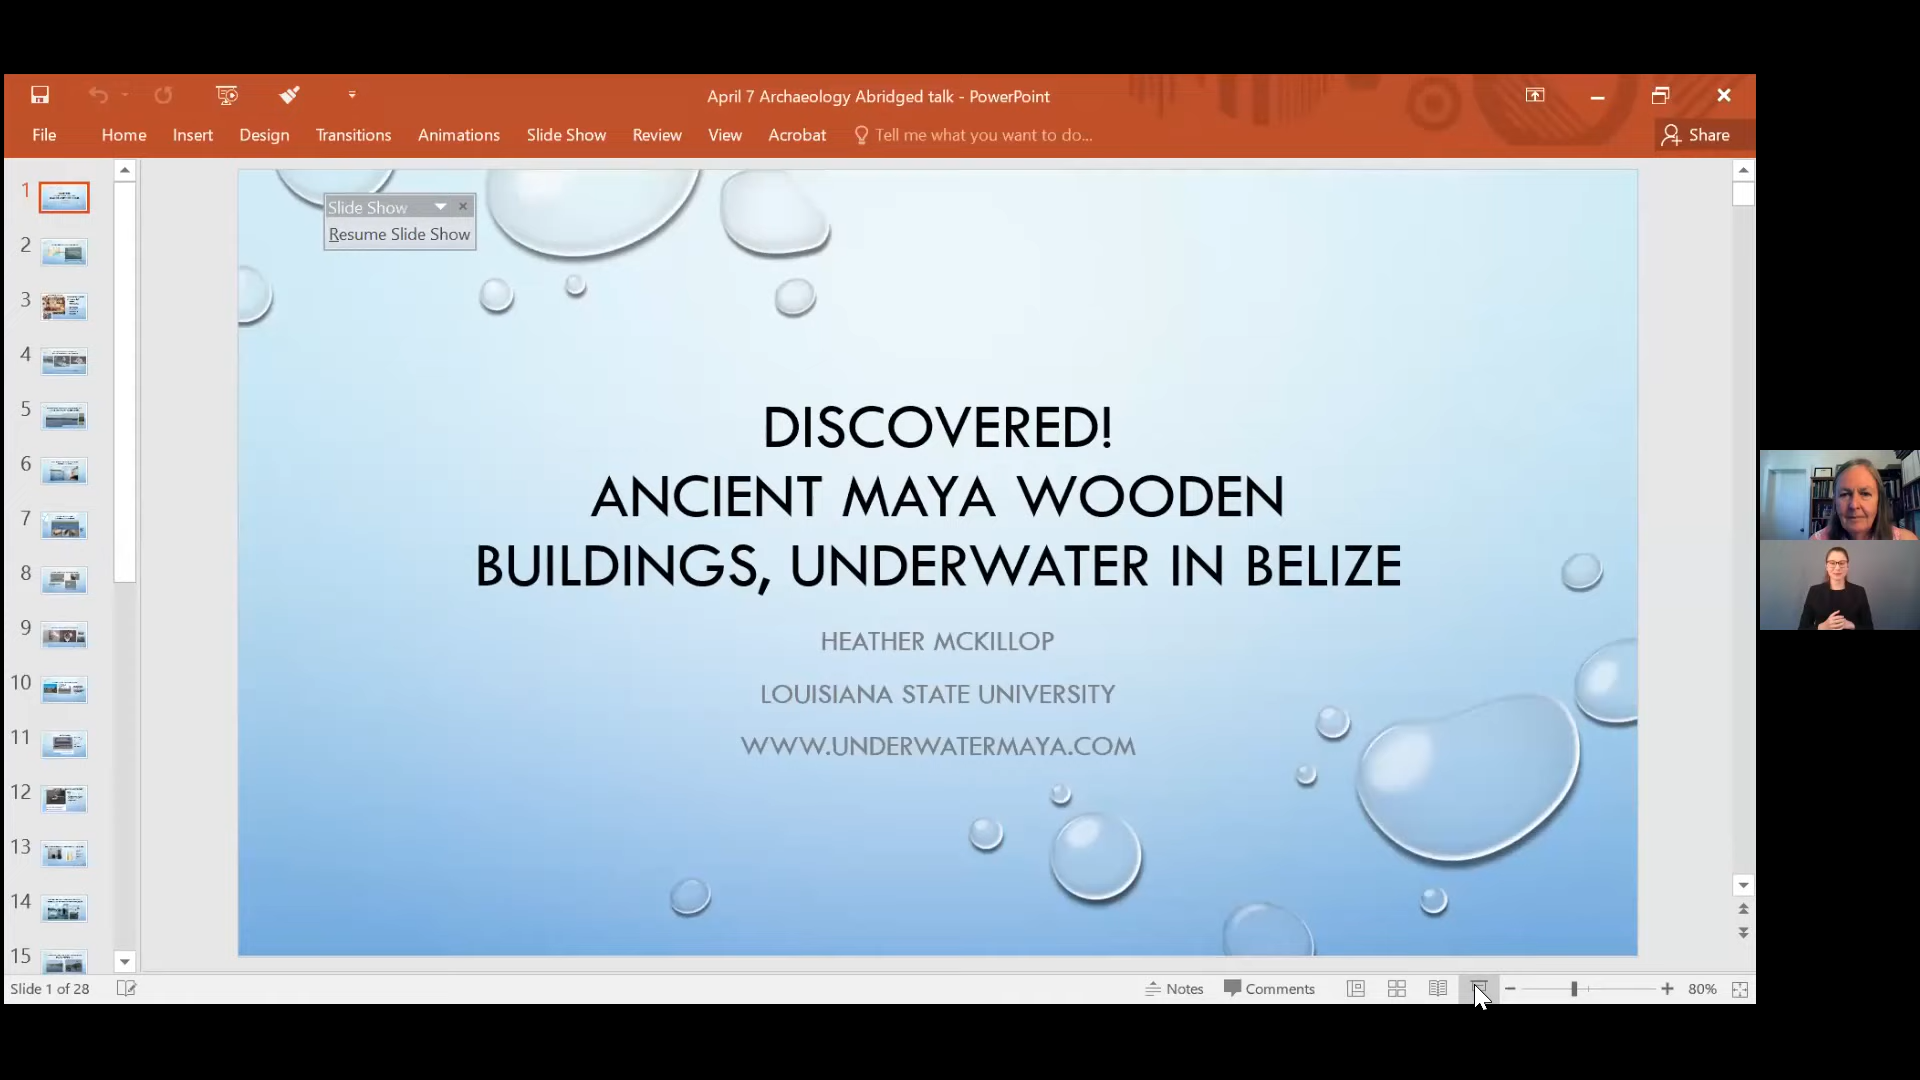 April 7 Archaeology Abridged talk - PowerPoint
File Home Insert Design Transitions Animations Slide Show Review View Acrobat Tell me what you want to do... Share
Slide Show
Resume Slide Show
1
2
3
4
5
6
7
8
9
10
11
12
13
14
15
DISCOVERED!
ANCIENT MAYA WOODEN
BUILDINGS, UNDERWATER IN BELIZE
HEATHER MCKILLOP
LOUISIANA STATE UNIVERSITY
WWW.UNDERWATERMAYA.COM
Slide 1 of 28 Notes Comments 80%